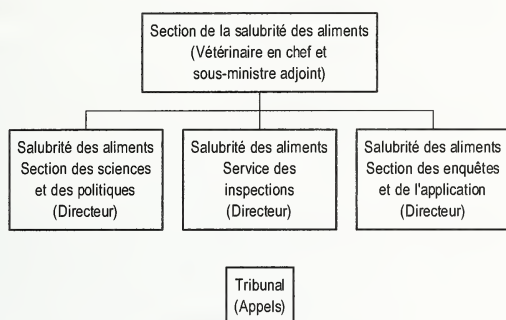 Section de la salubrité des aliments
(Vétérinaire en chef et
sous-ministre adjoint)
Salubrité des aliments
Section des sciences
et des politiques
(Directeur)
Salubrité des aliments
Service des
inspections
(Directeur)
Salubrité des aliments
Section des enquêtes
et de l'application
(Directeur)
Tribunal
(Appels)